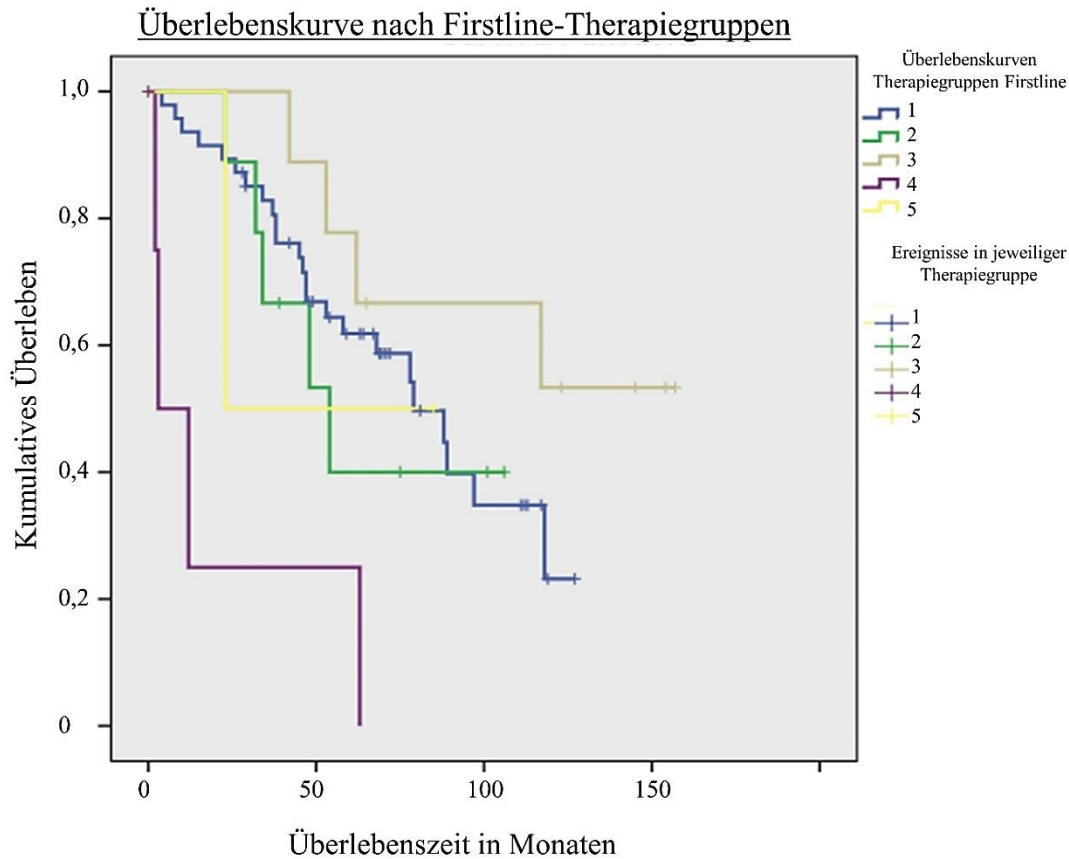 Überlebenskurve nach Firstline-Therapiegruppen
Kumulatives Überleben
1,0
0,8
0,6
0,4
0,2
0
0 50 100 150
Überlebenszeit in Monaten
Überlebenskurven
Therapiegruppen Firstline
1
2
3
4
5
Ereignisse in jeweiliger
Therapiegruppe
1
2
3
4
5